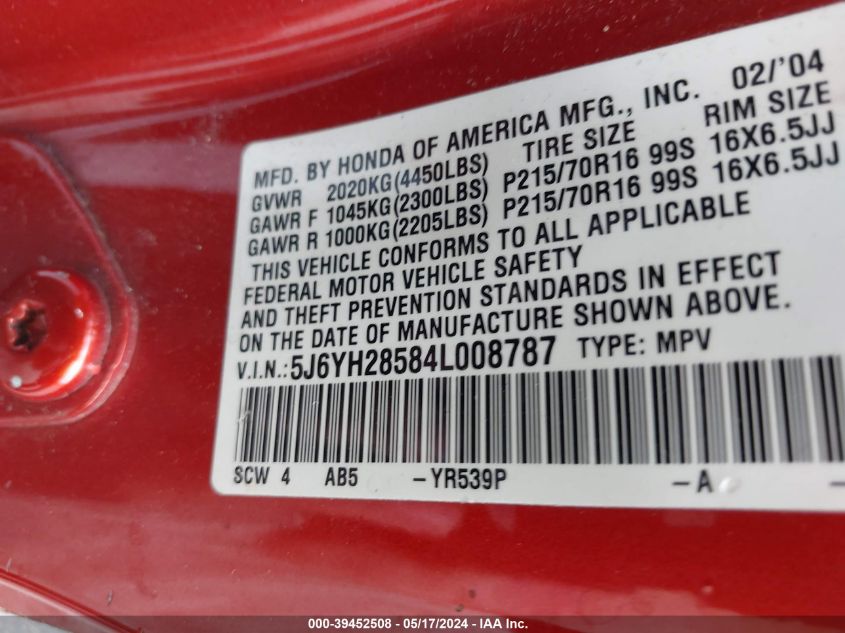 MFD. BY HONDA OF AMERICA MFG., INC. 02/'04
GVWR 2020KG(4450LBS) TIRE SIZE RIM SIZE
GAWR F 1045KG(2300LBS) P215/70R16 99S 16X6.5JJ
GAWR R 1000KG(2205LBS) P215/70R16 99S 16X6.5JJ
THIS VEHICLE CONFORMS TO ALL APPLICABLE
FEDERAL MOTOR VEHICLE SAFETY
AND THEFT PREVENTION STANDARDS IN EFFECT
ON THE DATE OF MANUFACTURE SHOWN ABOVE.
V.I.N.:5J6YH28584L008787 TYPE: MPV
SCW 4 AB5 -YR539P -A -
000-39452508 - 05/17/2024 - IAA Inc.